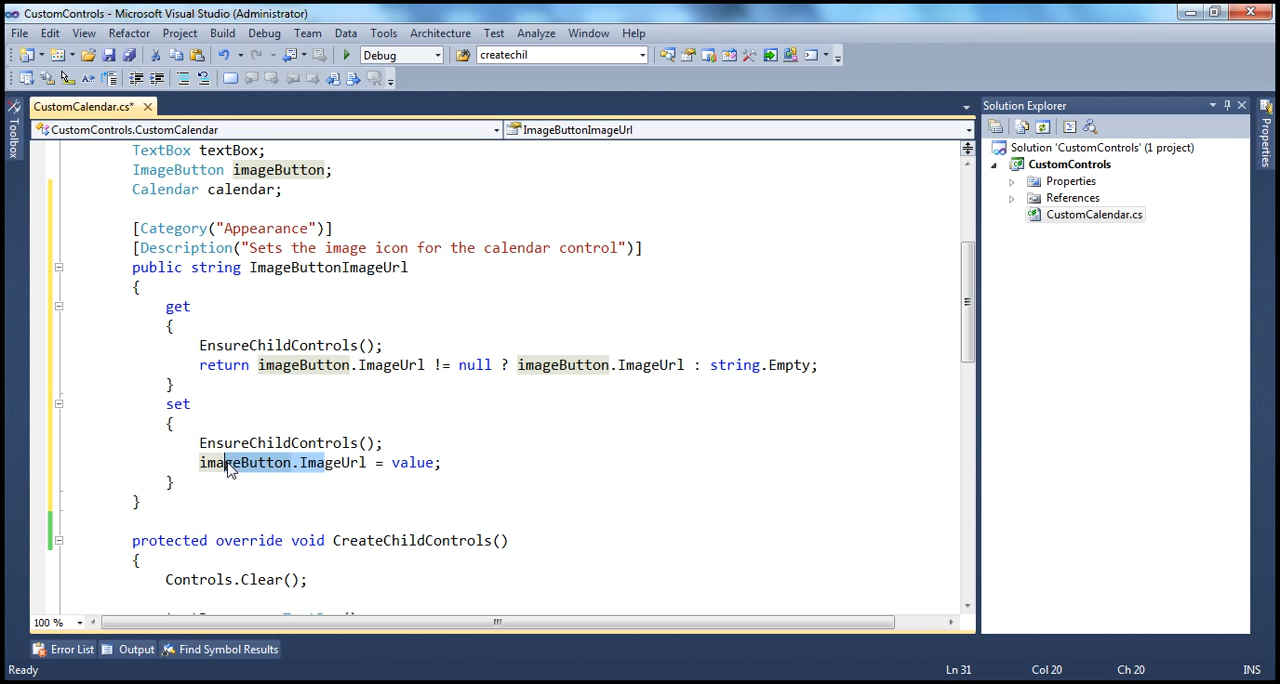 CustomControls - Microsoft Visual Studio (Administrator)
File Edit View Refactor Project Build Debug Team Data Tools Architecture Test Analyze Window Help
Debug createchil
CustomCalendar.cs*
Solution Explorer
CustomControls.CustomCalendar ImageButtonImageUrl
Toolbox
Properties
Solution 'CustomControls' (1 project)
CustomControls
Properties
References
CustomCalendar.cs
TextBox textBox;
ImageButton imageButton;
Calendar calendar;
[Category("Appearance")]
[Description("Sets the image icon for the calendar control")]
public string ImageButtonImageUrl
{
get
{
EnsureChildControls();
return imageButton.ImageUrl != null ? imageButton.ImageUrl : string.Empty;
}
set
{
EnsureChildControls();
imageButton.ImageUrl = value;
}
}
protected override void CreateChildControls()
{
Controls.Clear();
100 %
Error List Output Find Symbol Results
Ready Ln 31 Col 20 Ch 20 INS